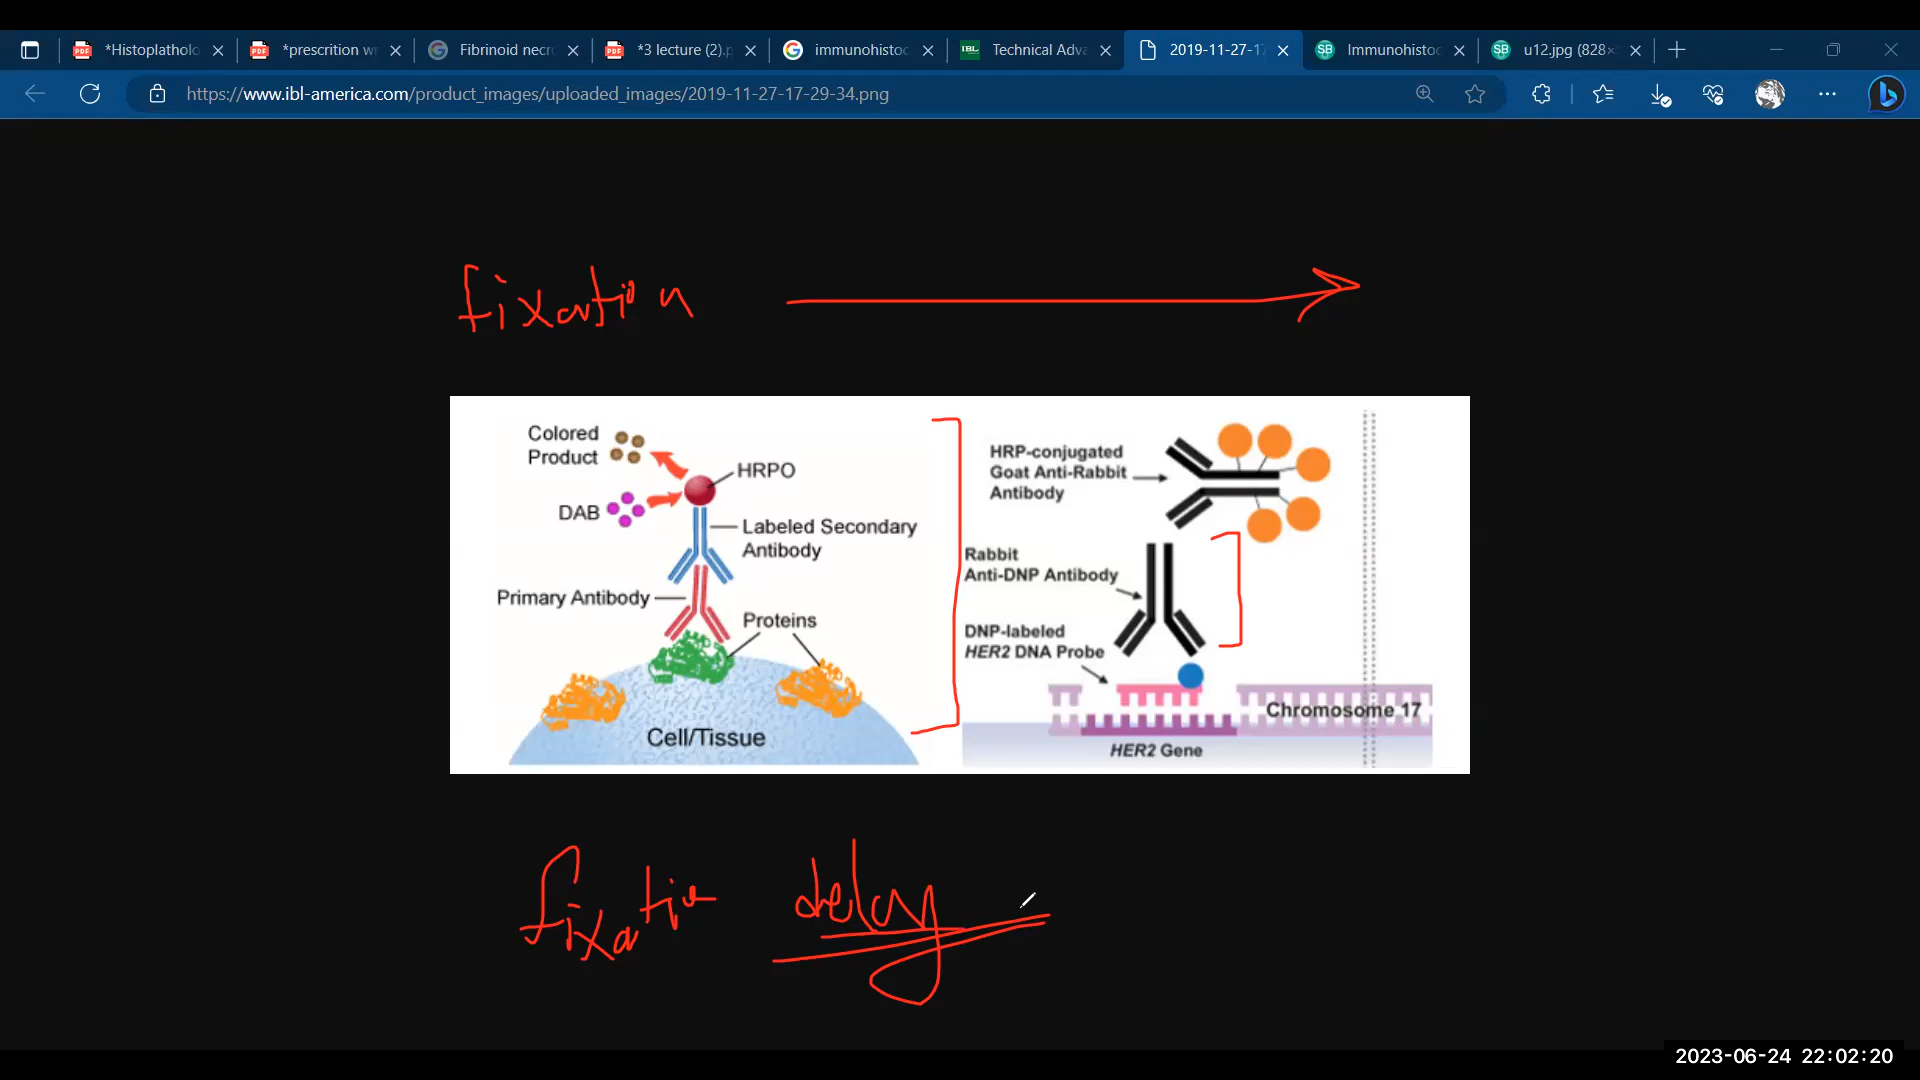 *Histoplatholo
*prescrition w
Fibrinoid necr
*3 lecture (2).p
immunohistoc
Technical Adva
2019-11-27-17
Immunohistoc
u12.jpg (828×
https://www.ibl-america.com/product_images/uploaded_images/2019-11-27-17-29-34.png
fixation
Colored
Product
HRPO
DAB
Labeled Secondary
Antibody
Primary Antibody
Proteins
Cell/Tissue
HRP-conjugated
Goat Anti-Rabbit
Antibody
Rabbit
Anti-DNP Antibody
DNP-labeled
HER2 DNA Probe
Chromosome 17
HER2 Gene
delay
2023-06-24 22:02:20